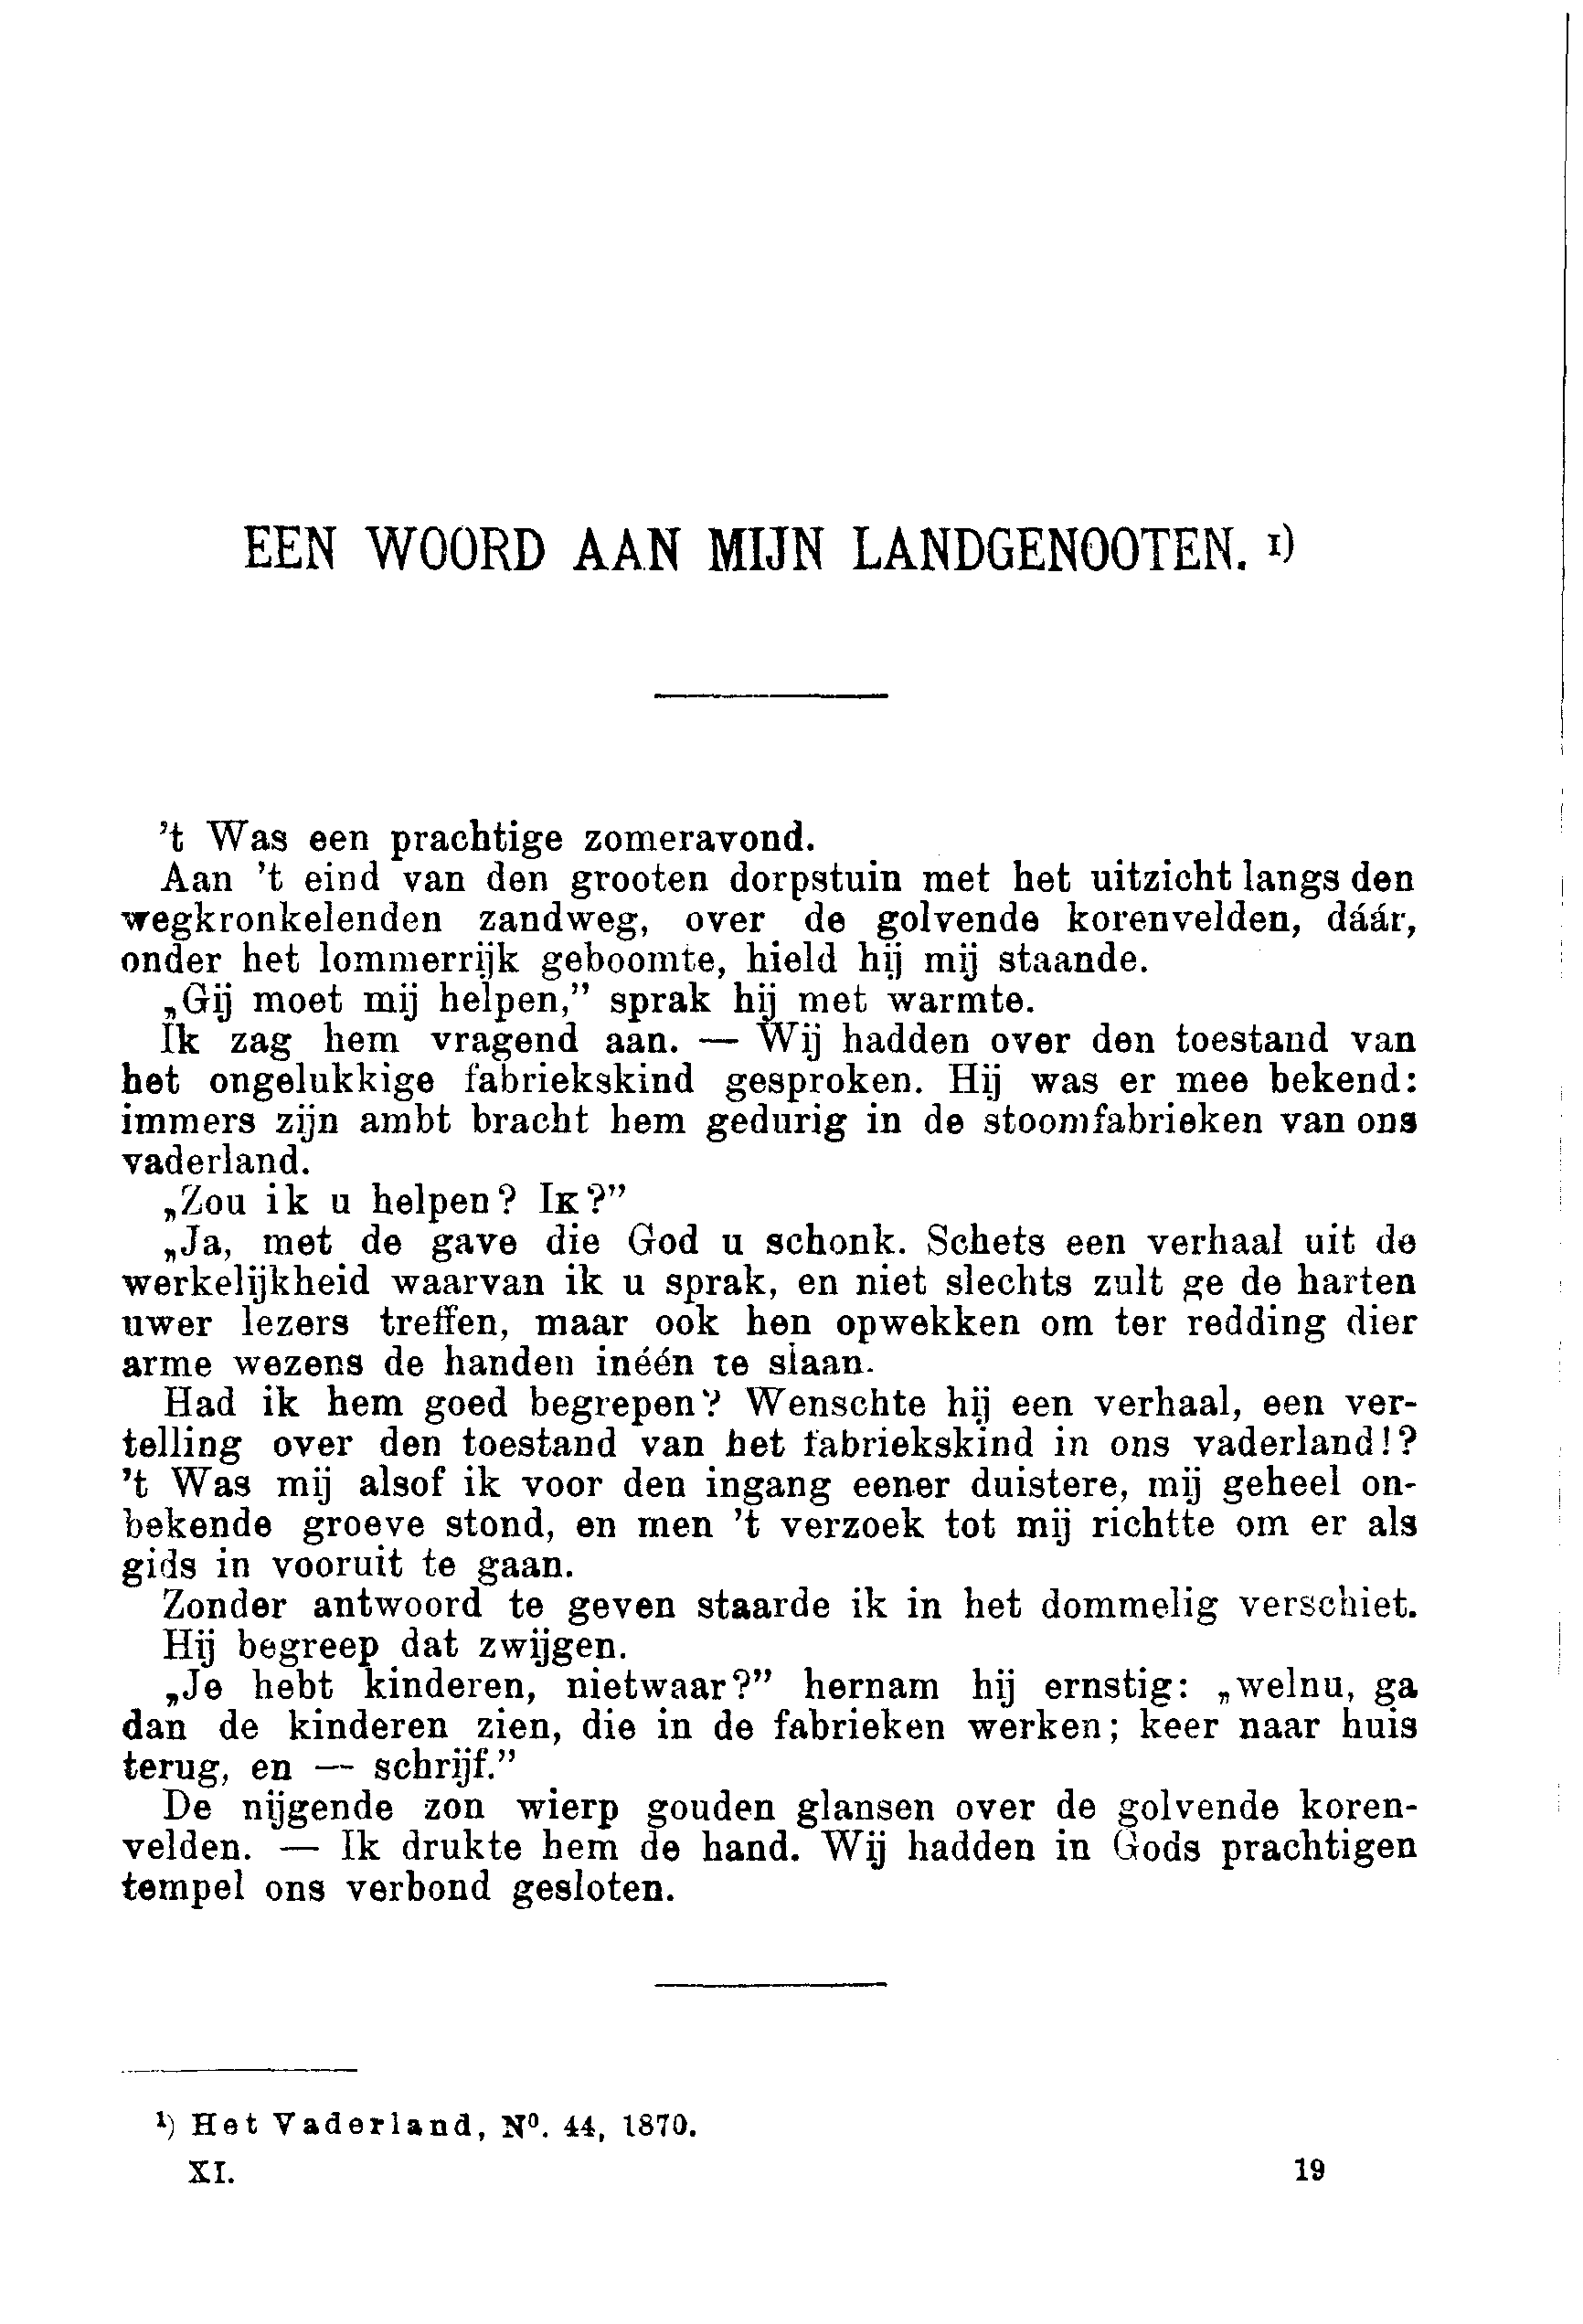 EEN WOORD AAN MIJN LANDGENOOTEN. 1)
't Was een prachtige zomeravond.
Aan 't eind van den grooten dorpstuin met het uitzicht langs den
wegkronkelenden zandweg, over de golvende korenvelden, dáár,
onder het lommerrijk geboomte, hield hij mij staande.
„Gij moet mij helpen,” sprak hij met warmte.
Ik zag hem vragend aan. — Wij hadden over den toestand van
het ongelukkige fabriekskind gesproken. Hij was er mee bekend:
immers zijn ambt bracht hem gedurig in de stoomfabrieken van ons
vaderland.
„Zou ik u helpen? IK?”
„Ja, met de gave die God u schonk. Schets een verhaal uit de
werkelijkheid waarvan ik u sprak, en niet slechts zult ge de harten
uwer lezers treffen, maar ook hen opwekken om ter redding dier
arme wezens de handen inéén te slaan.
Had ik hem goed begrepen? Wenschte hij een verhaal, een ver-
telling over den toestand van het fabriekskind in ons vaderland!?
't Was mij alsof ik voor den ingang eener duistere, mij geheel on-
bekende groeve stond, en men 't verzoek tot mij richtte om er als
gids in vooruit te gaan.
Zonder antwoord te geven staarde ik in het dommelig verschiet.
Hij begreep dat zwijgen.
„Je hebt kinderen, nietwaar?” hernam hij ernstig: „welnu, ga
dan de kinderen zien, die in de fabrieken werken; keer naar huis
terug, en — schrijf.”
De nijgende zon wierp gouden glansen over de golvende koren-
velden. — Ik drukte hem de hand. Wij hadden in Gods prachtigen
tempel ons verbond gesloten.
1) Het Vaderland, Nº. 44, 1870.
XI. 19